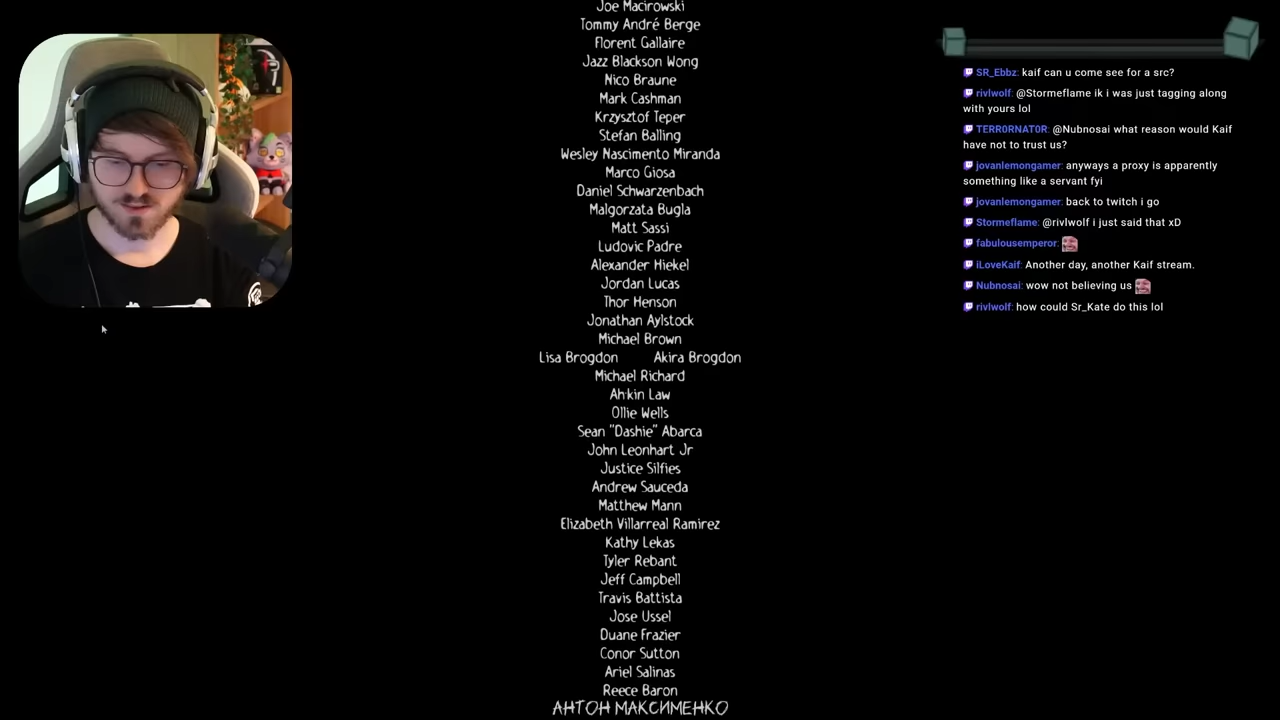 Joe Macirowski
Tommy André Berge
Florent Gallaire
Jazz Blackson Wong
Nico Braune
Mark Cashman
Krzysztof Teper
Stefan Balling
Wesley Nascimento Miranda
Marco Giosa
Daniel Schwarzenbach
Malgorzata Bugla
Matt Sassi
Ludovic Padre
Alexander Hiekel
Jordan Lucas
Thor Henson
Jonathan Aylstock
Michael Brown
Lisa Brogdon Akira Brogdon
Michael Richard
Ah-kin Law
Ollie Wells
Sean "Dashie" Abarca
John Leonhart Jr
Justice Silfies
Andrew Sauceda
Matthew Mann
Elizabeth Villarreal Ramirez
Kathy Lekas
Tyler Rebant
Jeff Campbell
Travis Battista
Jose Ussel
Duane Frazier
Conor Sutton
Ariel Salinas
Reece Baron
АНТОН МАКСИМЕНКО
SR_Ebbz: kaif can u come see for a src?
rivlwolf: @Stormeflame ik i was just tagging along
with yours lol
TERR0RNAT0R: @Nubnosai what reason would Kaif
have not to trust us?
jovanlemongamer: anyways a proxy is apparently
something like a servant fyi
jovanlemongamer: back to twitch i go
Stormeflame: @rivlwolf i just said that xD
fabulousemperor:
iLoveKaif: Another day, another Kaif stream.
Nubnosai: wow not believing us
rivlwolf: how could Sr_Kate do this lol